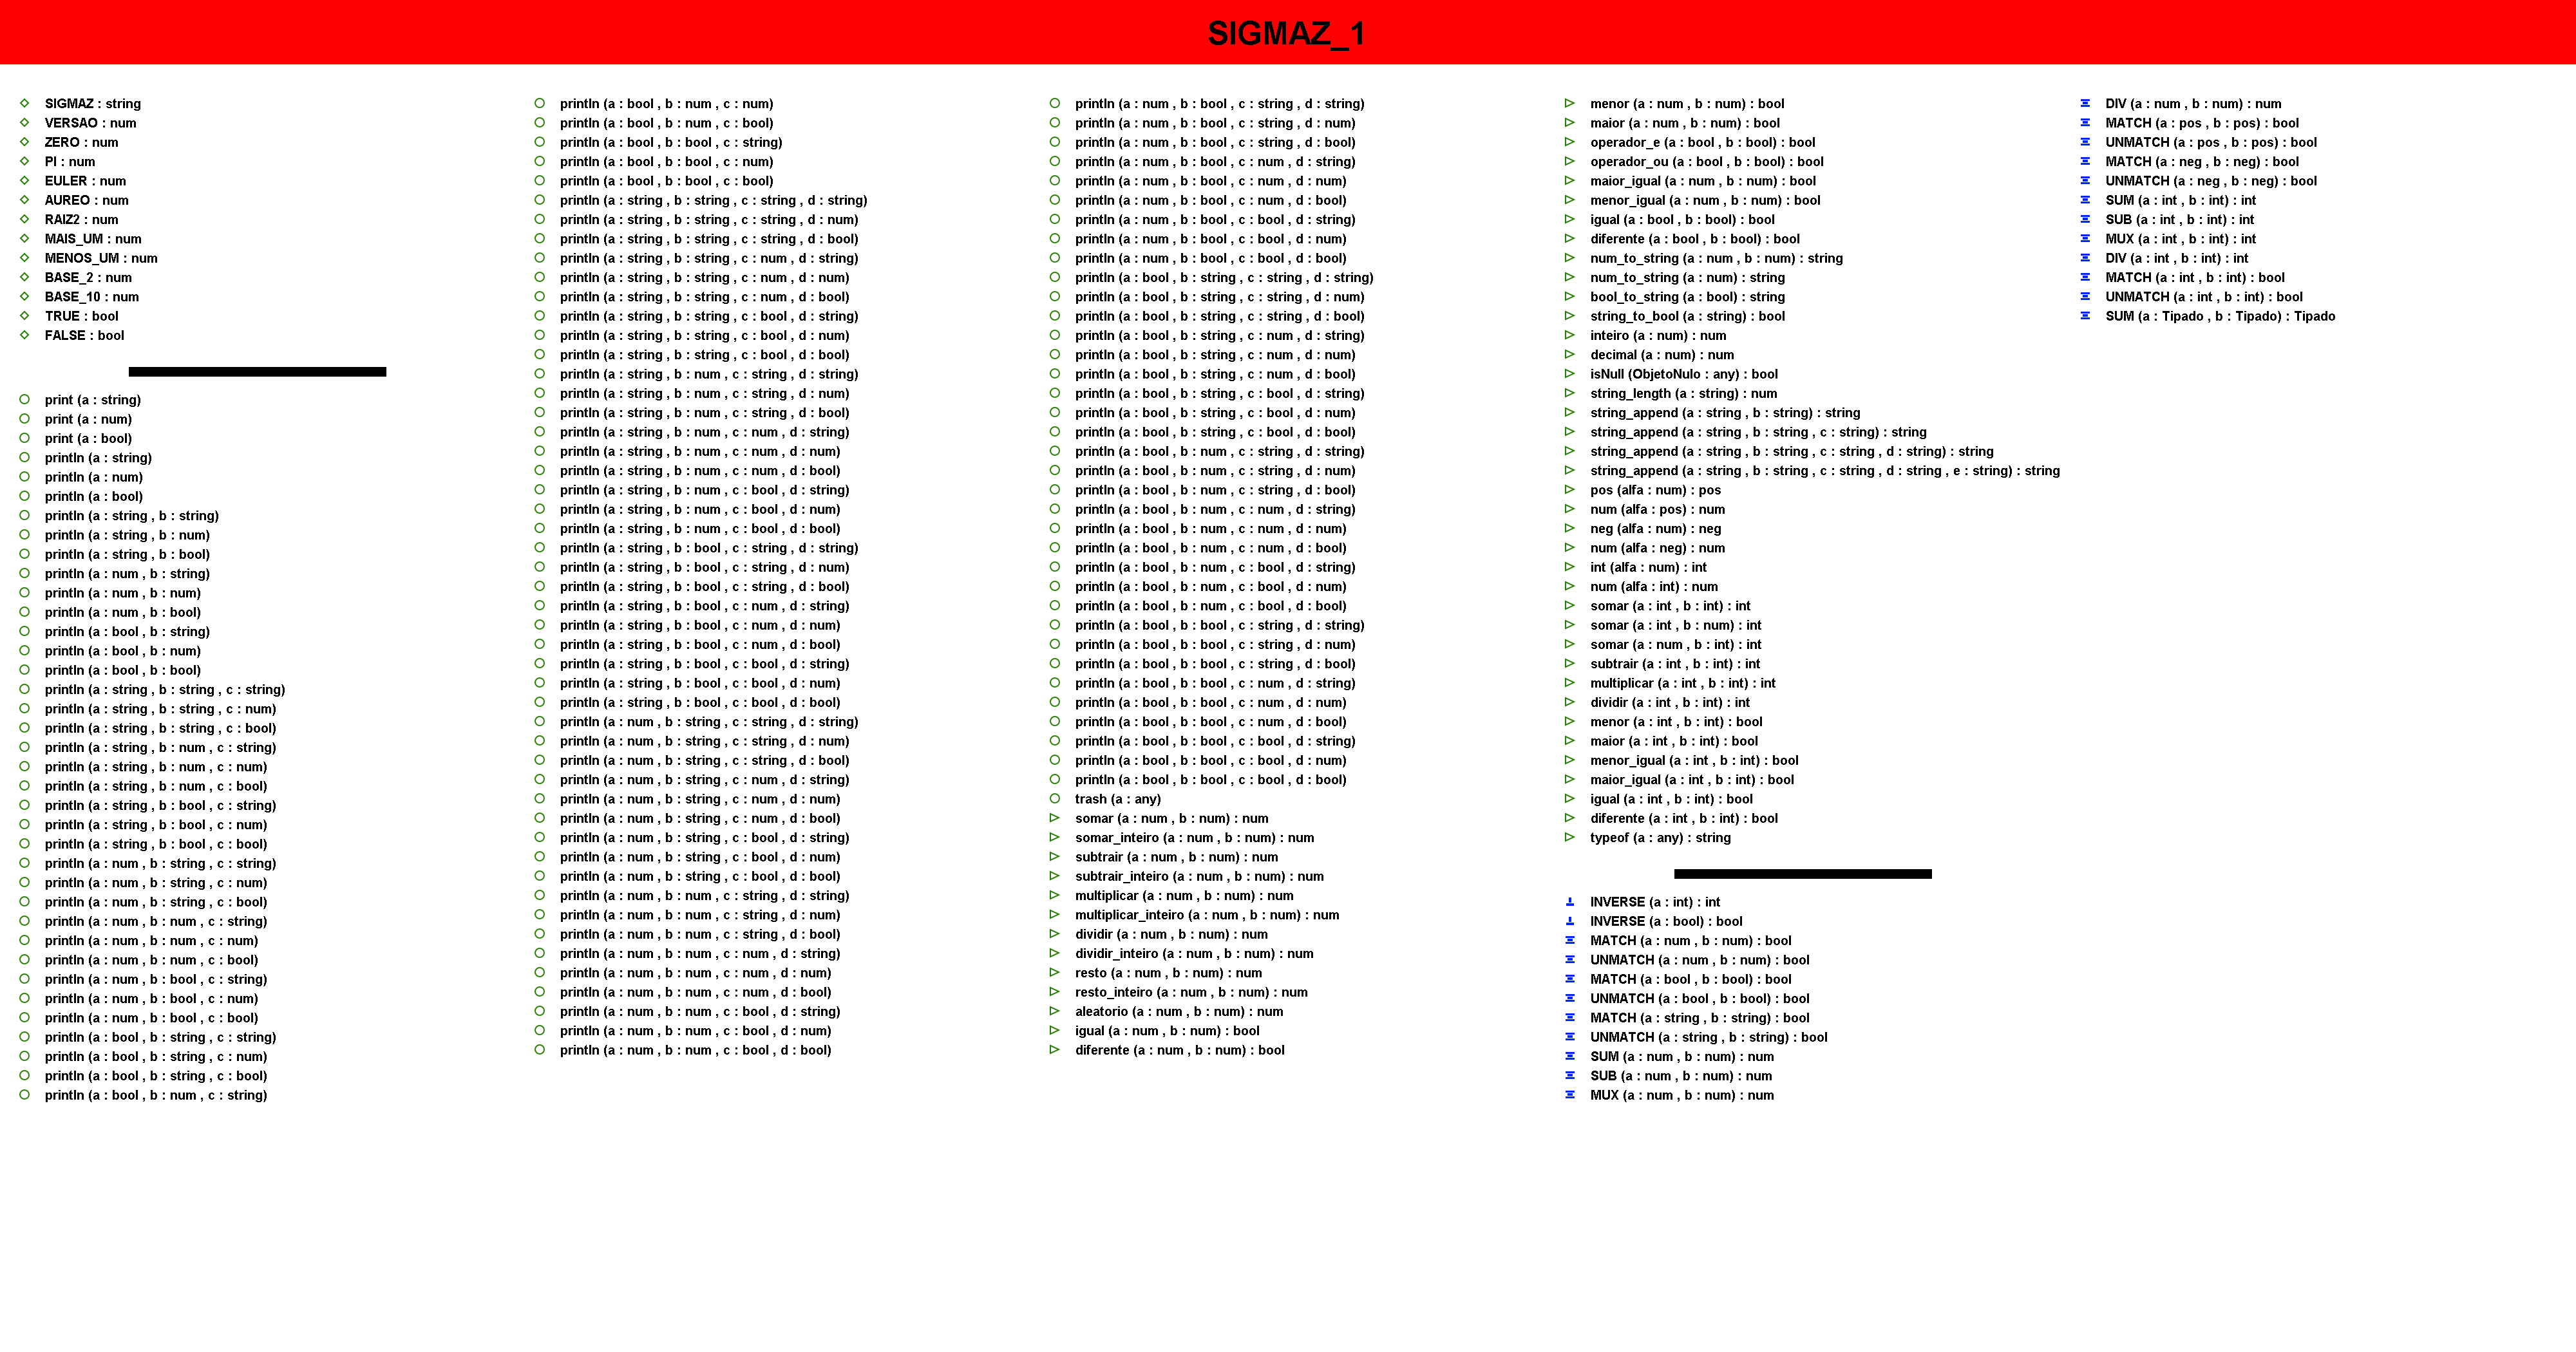 SIGMAZ_1
SIGMAZ : string
VERSAO : num
ZERO : num
PI : num
EULER : num
AUREO : num
RAIZ2 : num
MAIS_UM : num
MENOS_UM : num
BASE_2 : num
BASE_10 : num
TRUE : bool
FALSE : bool
print (a : string)
print (a : num)
print (a : bool)
println (a : string)
println (a : num)
println (a : bool)
println (a : string , b : string)
println (a : string , b : num)
println (a : string , b : bool)
println (a : num , b : string)
println (a : num , b : num)
println (a : num , b : bool)
println (a : bool , b : string)
println (a : bool , b : num)
println (a : bool , b : bool)
println (a : string , b : string , c : string)
println (a : string , b : string , c : num)
println (a : string , b : string , c : bool)
println (a : string , b : num , c : string)
println (a : string , b : num , c : num)
println (a : string , b : num , c : bool)
println (a : string , b : bool , c : string)
println (a : string , b : bool , c : num)
println (a : string , b : bool , c : bool)
println (a : num , b : string , c : string)
println (a : num , b : string , c : num)
println (a : num , b : string , c : bool)
println (a : num , b : num , c : string)
println (a : num , b : num , c : num)
println (a : num , b : num , c : bool)
println (a : num , b : bool , c : string)
println (a : num , b : bool , c : num)
println (a : num , b : bool , c : bool)
println (a : bool , b : string , c : string)
println (a : bool , b : string , c : num)
println (a : bool , b : string , c : bool)
println (a : bool , b : num , c : string)
println (a : bool , b : num , c : num)
println (a : bool , b : num , c : bool)
println (a : bool , b : bool , c : string)
println (a : bool , b : bool , c : num)
println (a : bool , b : bool , c : bool)
println (a : string , b : string , c : string , d : string)
println (a : string , b : string , c : string , d : num)
println (a : string , b : string , c : string , d : bool)
println (a : string , b : string , c : num , d : string)
println (a : string , b : string , c : num , d : num)
println (a : string , b : string , c : num , d : bool)
println (a : string , b : string , c : bool , d : string)
println (a : string , b : string , c : bool , d : num)
println (a : string , b : string , c : bool , d : bool)
println (a : string , b : num , c : string , d : string)
println (a : string , b : num , c : string , d : num)
println (a : string , b : num , c : string , d : bool)
println (a : string , b : num , c : num , d : string)
println (a : string , b : num , c : num , d : num)
println (a : string , b : num , c : num , d : bool)
println (a : string , b : num , c : bool , d : string)
println (a : string , b : num , c : bool , d : num)
println (a : string , b : num , c : bool , d : bool)
println (a : string , b : bool , c : string , d : string)
println (a : string , b : bool , c : string , d : num)
println (a : string , b : bool , c : string , d : bool)
println (a : string , b : bool , c : num , d : string)
println (a : string , b : bool , c : num , d : num)
println (a : string , b : bool , c : num , d : bool)
println (a : string , b : bool , c : bool , d : string)
println (a : string , b : bool , c : bool , d : num)
println (a : string , b : bool , c : bool , d : bool)
println (a : num , b : string , c : string , d : string)
println (a : num , b : string , c : string , d : num)
println (a : num , b : string , c : string , d : bool)
println (a : num , b : string , c : num , d : string)
println (a : num , b : string , c : num , d : num)
println (a : num , b : string , c : num , d : bool)
println (a : num , b : string , c : bool , d : string)
println (a : num , b : string , c : bool , d : num)
println (a : num , b : string , c : bool , d : bool)
println (a : num , b : num , c : string , d : string)
println (a : num , b : num , c : string , d : num)
println (a : num , b : num , c : string , d : bool)
println (a : num , b : num , c : num , d : string)
println (a : num , b : num , c : num , d : num)
println (a : num , b : num , c : num , d : bool)
println (a : num , b : num , c : bool , d : string)
println (a : num , b : num , c : bool , d : num)
println (a : num , b : num , c : bool , d : bool)
println (a : num , b : bool , c : string , d : string)
println (a : num , b : bool , c : string , d : num)
println (a : num , b : bool , c : string , d : bool)
println (a : num , b : bool , c : num , d : string)
println (a : num , b : bool , c : num , d : num)
println (a : num , b : bool , c : num , d : bool)
println (a : num , b : bool , c : bool , d : string)
println (a : num , b : bool , c : bool , d : num)
println (a : num , b : bool , c : bool , d : bool)
println (a : bool , b : string , c : string , d : string)
println (a : bool , b : string , c : string , d : num)
println (a : bool , b : string , c : string , d : bool)
println (a : bool , b : string , c : num , d : string)
println (a : bool , b : string , c : num , d : num)
println (a : bool , b : string , c : num , d : bool)
println (a : bool , b : string , c : bool , d : string)
println (a : bool , b : string , c : bool , d : num)
println (a : bool , b : string , c : bool , d : bool)
println (a : bool , b : num , c : string , d : string)
println (a : bool , b : num , c : string , d : num)
println (a : bool , b : num , c : string , d : bool)
println (a : bool , b : num , c : num , d : string)
println (a : bool , b : num , c : num , d : num)
println (a : bool , b : num , c : num , d : bool)
println (a : bool , b : num , c : bool , d : string)
println (a : bool , b : num , c : bool , d : num)
println (a : bool , b : num , c : bool , d : bool)
println (a : bool , b : bool , c : string , d : string)
println (a : bool , b : bool , c : string , d : num)
println (a : bool , b : bool , c : string , d : bool)
println (a : bool , b : bool , c : num , d : string)
println (a : bool , b : bool , c : num , d : num)
println (a : bool , b : bool , c : num , d : bool)
println (a : bool , b : bool , c : bool , d : string)
println (a : bool , b : bool , c : bool , d : num)
println (a : bool , b : bool , c : bool , d : bool)
trash (a : any)
somar (a : num , b : num) : num
somar_inteiro (a : num , b : num) : num
subtrair (a : num , b : num) : num
subtrair_inteiro (a : num , b : num) : num
multiplicar (a : num , b : num) : num
multiplicar_inteiro (a : num , b : num) : num
dividir (a : num , b : num) : num
dividir_inteiro (a : num , b : num) : num
resto (a : num , b : num) : num
resto_inteiro (a : num , b : num) : num
aleatorio (a : num , b : num) : num
igual (a : num , b : num) : bool
diferente (a : num , b : num) : bool
menor (a : num , b : num) : bool
maior (a : num , b : num) : bool
operador_e (a : bool , b : bool) : bool
operador_ou (a : bool , b : bool) : bool
maior_igual (a : num , b : num) : bool
menor_igual (a : num , b : num) : bool
igual (a : bool , b : bool) : bool
diferente (a : bool , b : bool) : bool
num_to_string (a : num , b : num) : string
num_to_string (a : num) : string
bool_to_string (a : bool) : string
string_to_bool (a : string) : bool
inteiro (a : num) : num
decimal (a : num) : num
isNull (ObjetoNulo : any) : bool
string_length (a : string) : num
string_append (a : string , b : string) : string
string_append (a : string , b : string , c : string) : string
string_append (a : string , b : string , c : string , d : string) : string
string_append (a : string , b : string , c : string , d : string , e : string) : string
pos (alfa : num) : pos
num (alfa : pos) : num
neg (alfa : num) : neg
num (alfa : neg) : num
int (alfa : num) : int
num (alfa : int) : num
somar (a : int , b : int) : int
somar (a : int , b : num) : int
somar (a : num , b : int) : int
subtrair (a : int , b : int) : int
multiplicar (a : int , b : int) : int
dividir (a : int , b : int) : int
menor (a : int , b : int) : bool
maior (a : int , b : int) : bool
menor_igual (a : int , b : int) : bool
maior_igual (a : int , b : int) : bool
igual (a : int , b : int) : bool
diferente (a : int , b : int) : bool
typeof (a : any) : string
INVERSE (a : int) : int
INVERSE (a : bool) : bool
MATCH (a : num , b : num) : bool
UNMATCH (a : num , b : num) : bool
MATCH (a : bool , b : bool) : bool
UNMATCH (a : bool , b : bool) : bool
MATCH (a : string , b : string) : bool
UNMATCH (a : string , b : string) : bool
SUM (a : num , b : num) : num
SUB (a : num , b : num) : num
MUX (a : num , b : num) : num
DIV (a : num , b : num) : num
MATCH (a : pos , b : pos) : bool
UNMATCH (a : pos , b : pos) : bool
MATCH (a : neg , b : neg) : bool
UNMATCH (a : neg , b : neg) : bool
SUM (a : int , b : int) : int
SUB (a : int , b : int) : int
MUX (a : int , b : int) : int
DIV (a : int , b : int) : int
MATCH (a : int , b : int) : bool
UNMATCH (a : int , b : int) : bool
SUM (a : Tipado , b : Tipado) : Tipado